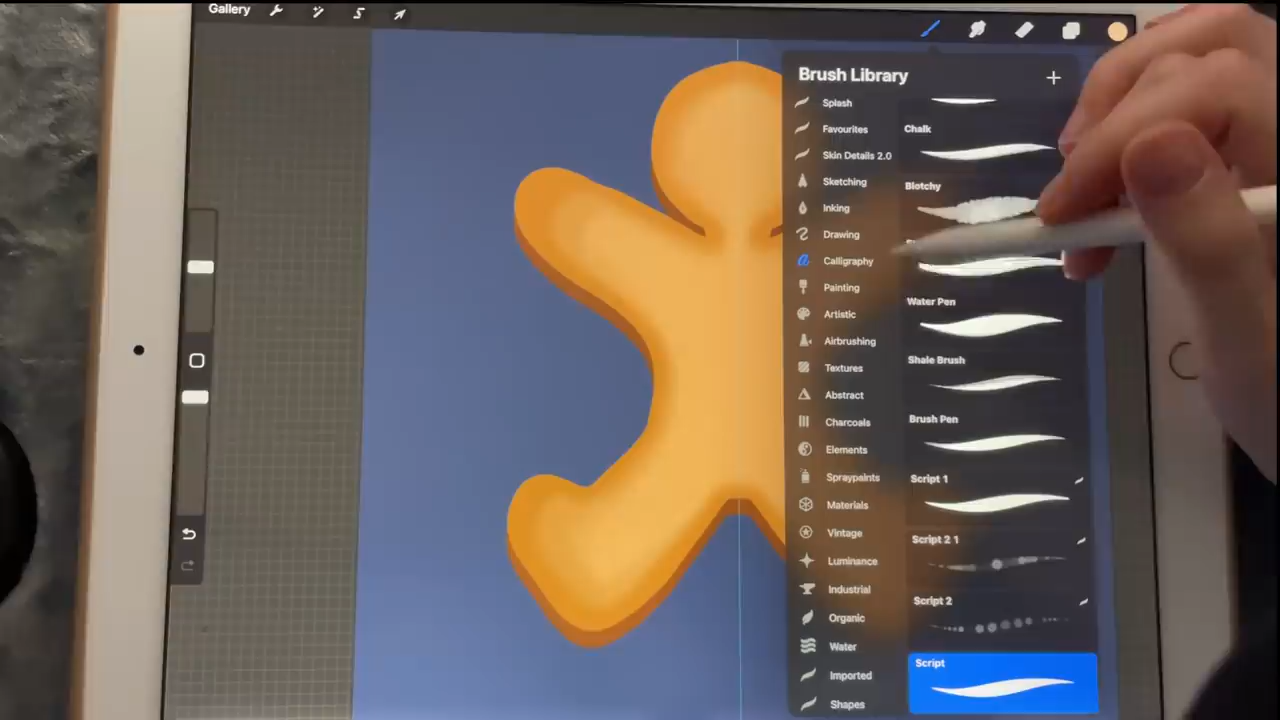 Gallery
Brush Library
Splash
Favourites
Skin Details 2.0
Sketching
Inking
Drawing
Calligraphy
Painting
Artistic
Airbrushing
Textures
Abstract
Charcoals
Elements
Spraypaints
Materials
Vintage
Luminance
Industrial
Organic
Water
Imported
Shapes
Chalk
Blotchy
Water Pen
Shale Brush
Brush Pen
Script 1
Script 2 1
Script 2
Script